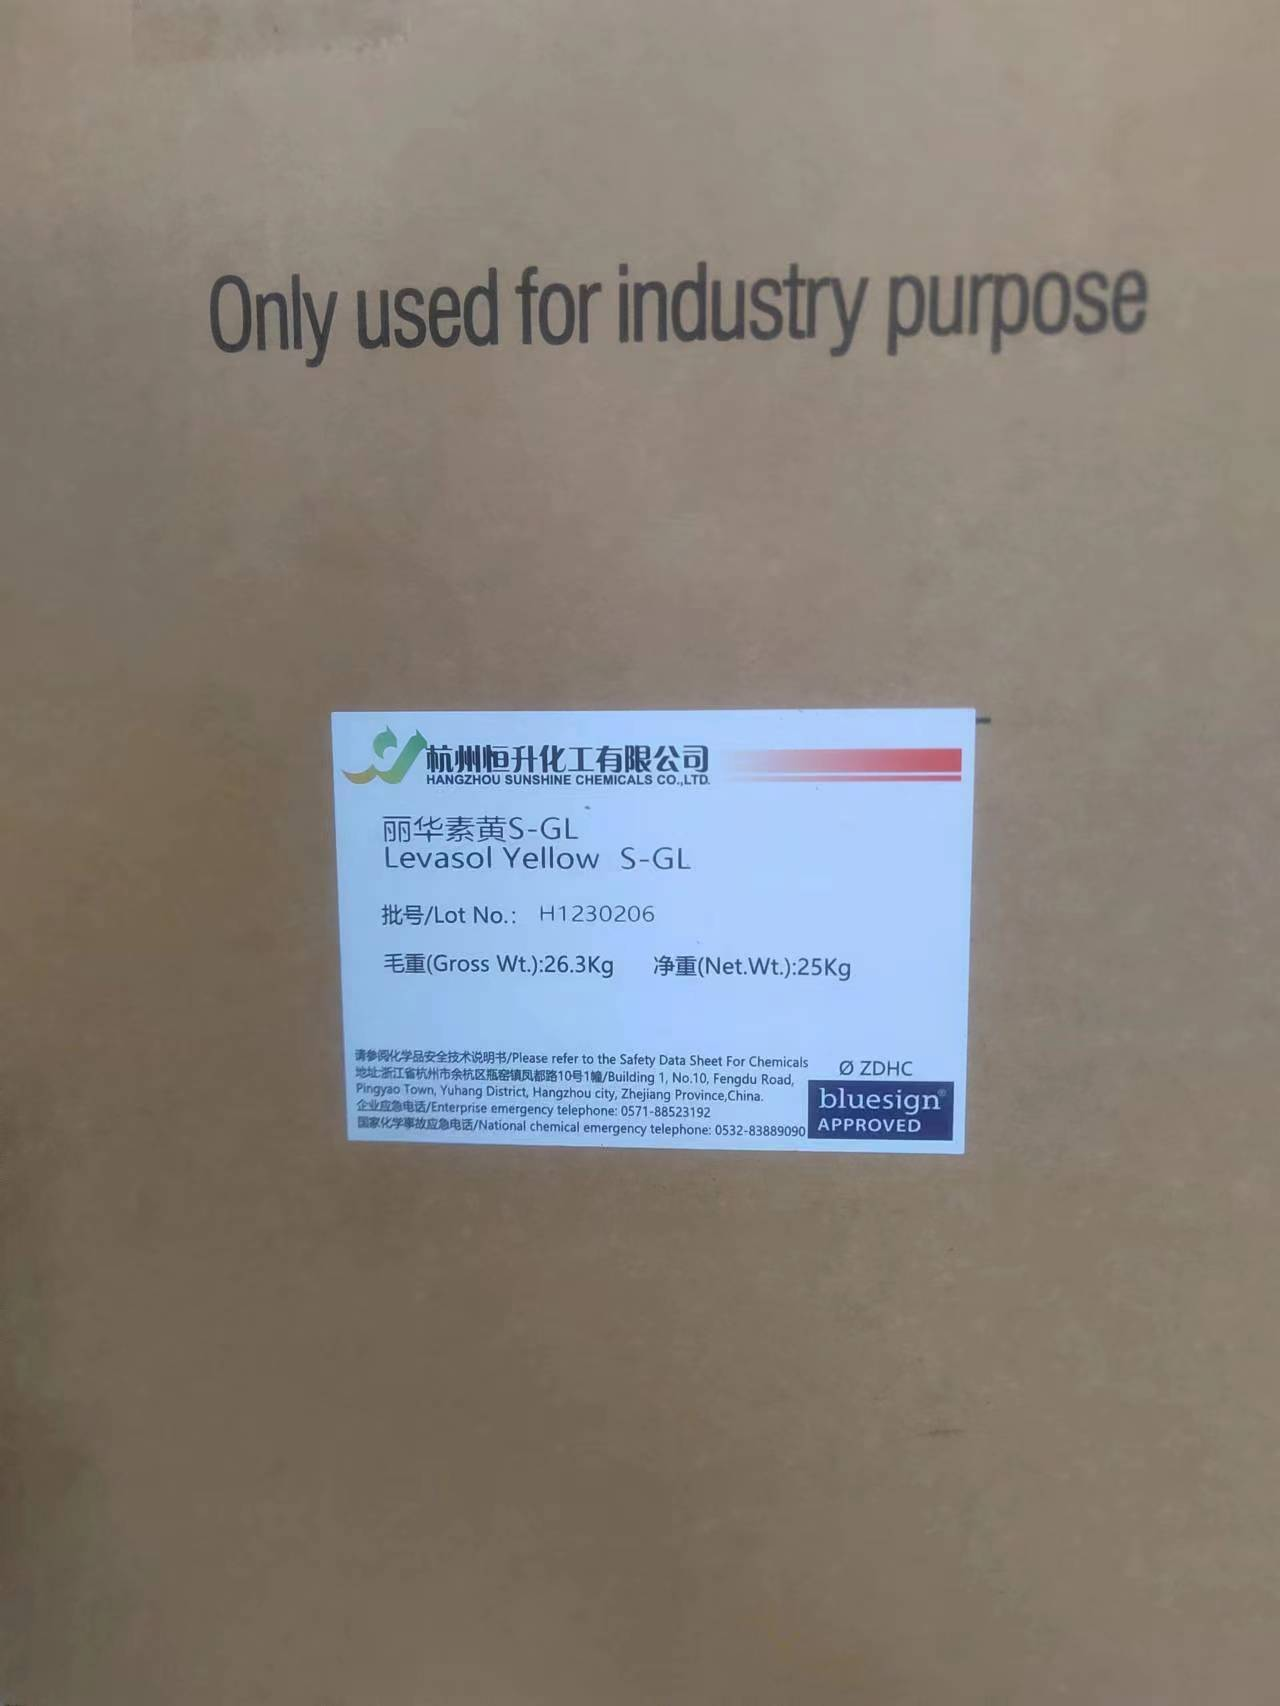 Only used for industry purpose
杭州恒升化工有限公司
HANGZHOU SUNSHINE CHEMICALS CO.,LTD.
丽华素黄S-GL
Levasol Yellow S-GL
批号/Lot No.: H1230206
毛重(Gross Wt.):26.3Kg 净重(Net.Wt.):25Kg
请参阅化学品安全技术说明书/Please refer to the Safety Data Sheet For Chemicals
地址:浙江省杭州市余杭区瓶窑镇凤都路10号1幢/Building 1, No.10, Fengdu Road,
Pingyao Town, Yuhang District, Hangzhou city, Zhejiang Province,China.
企业应急电话/Enterprise emergency telephone: 0571-88523192
国家化学事故应急电话/National chemical emergency telephone: 0532-83889090
Ø ZDHC
bluesign®
APPROVED